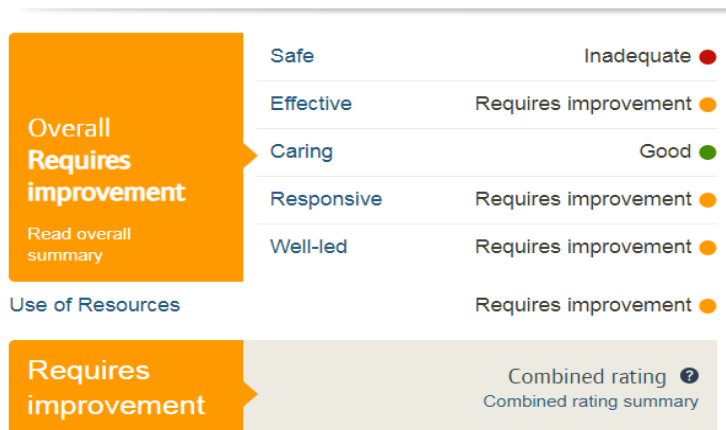 Overall
Requires
improvement
Read overall
summary
Safe Inadequate
Effective Requires improvement
Caring Good
Responsive Requires improvement
Well-led Requires improvement
Use of Resources Requires improvement
Requires
improvement
Combined rating ?
Combined rating summary